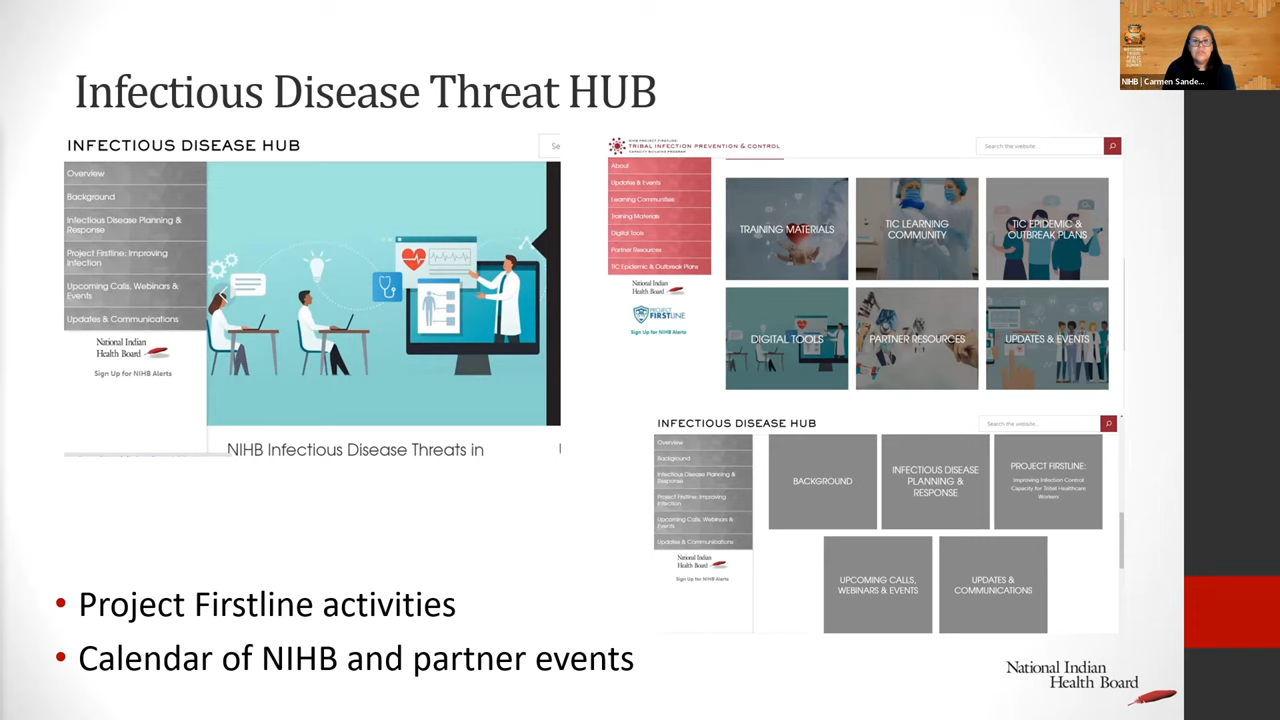 Infectious Disease Threat HUB
NIHB | Carmen Sande...
INFECTIOUS DISEASE HUB
Se
Overview
Background
Infectious Disease Planning &
Response
Project Firstline: Improving
Infection
Upcoming Calls, Webinars &
Events
Updates & Communications
National Indian
Health Board
Sign Up for NIHB Alerts
NIHB Infectious Disease Threats in
TRIBAL INFECTION PREVENTION & CONTROL
CAPACITY BUILDING PROGRAM
Search the website...
About
Updates & Events
Learning Communities
Training Materials
Digital Tools
Partner Resources
TIC Epidemic & Outbreak Plans
National Indian
Health Board
PROJECT
FIRSTLINE
Sign Up for NIHB Alerts
TRAINING MATERIALS
TIC LEARNING
COMMUNITY
TIC EPIDEMIC &
OUTBREAK PLANS
DIGITAL TOOLS
PARTNER RESOURCES
UPDATES & EVENTS
INFECTIOUS DISEASE HUB
Search the website...
Overview
Background
Infectious Disease Planning &
Response
Project Firstline: Improving
Infection
Upcoming Calls, Webinars &
Events
Updates & Communications
National Indian
Health Board
Sign Up for NIHB Alerts
BACKGROUND
INFECTIOUS DISEASE
PLANNING &
RESPONSE
PROJECT FIRSTLINE:
Improving Infection Control
Capacity for Tribal Healthcare
Workers
UPCOMING CALLS,
WEBINARS & EVENTS
UPDATES &
COMMUNICATIONS
• Project Firstline activities
• Calendar of NIHB and partner events
National Indian
Health Board